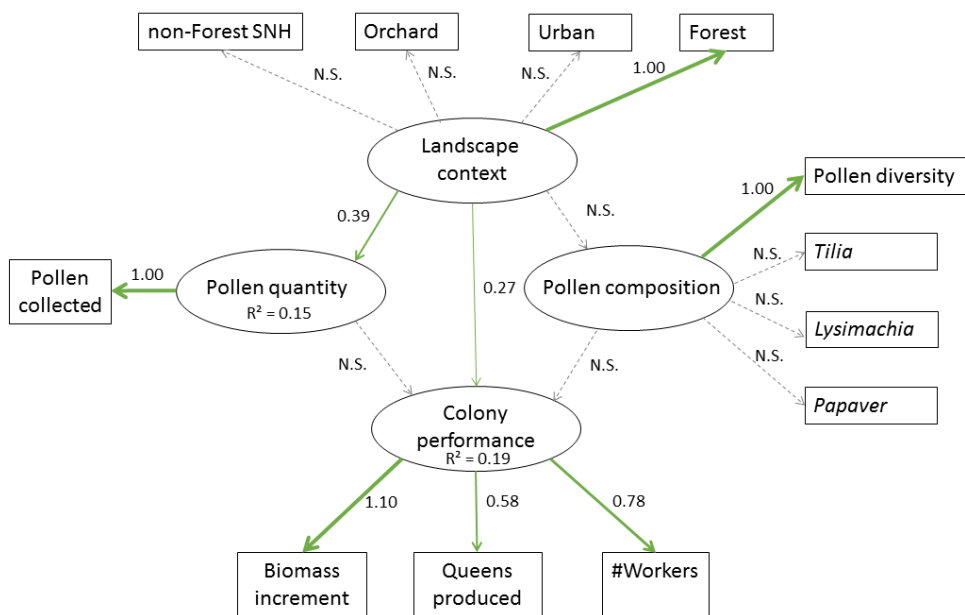 non-Forest SNH
Orchard
Urban
Forest
N.S.
N.S.
N.S.
1.00
Landscape
context
Pollen diversity
1.00
0.39
N.S.
Tilia
N.S.
Pollen
collected
1.00
Pollen quantity
R² = 0.15
0.27
Pollen composition
N.S.
Lysimachia
N.S.
N.S.
N.S.
Papaver
Colony
performance
R² = 0.19
1.10
0.58
0.78
Biomass
increment
Queens
produced
#Workers